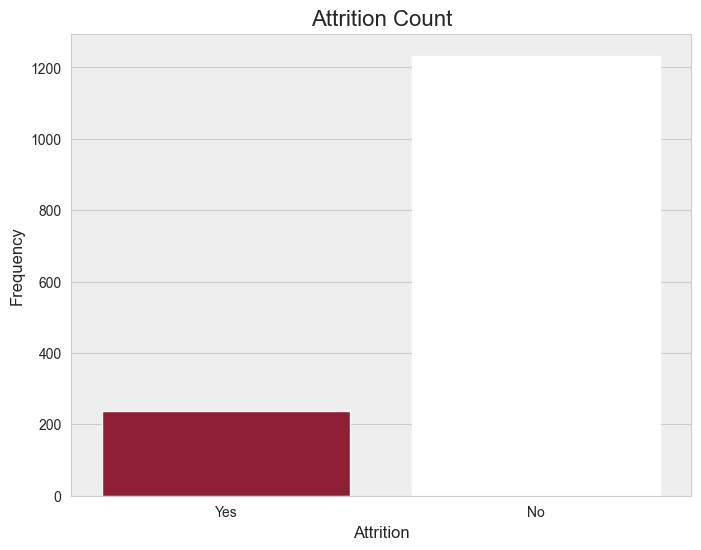 Attrition Count
Frequency
1200
1000
800
600
400
200
0
Yes
No
Attrition